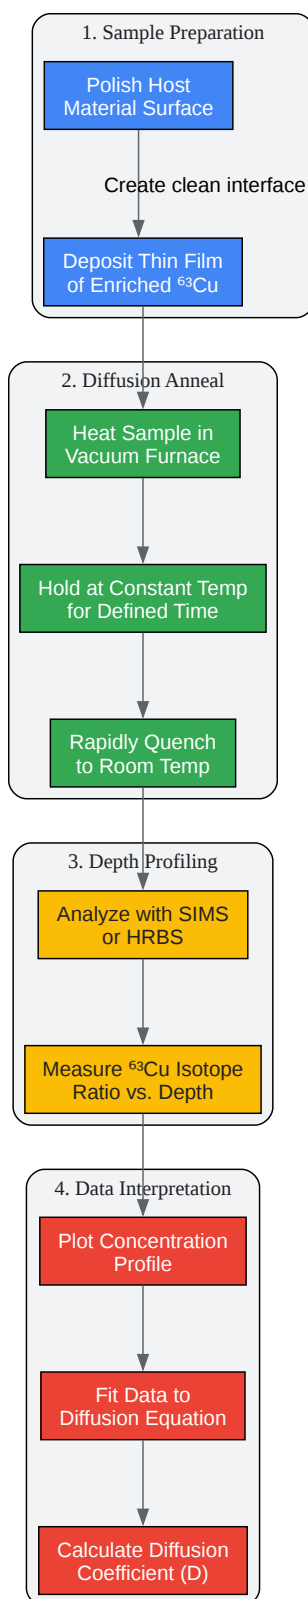 1. Sample Preparation
Polish Host
Material Surface
Create clean interface
Deposit Thin Film
of Enriched ⁶³Cu
2. Diffusion Anneal
Heat Sample in
Vacuum Furnace
Hold at Constant Temp
for Defined Time
Rapidly Quench
to Room Temp
3. Depth Profiling
Analyze with SIMS
or HRBS
Measure ⁶³Cu Isotope
Ratio vs. Depth
4. Data Interpretation
Plot Concentration
Profile
Fit Data to
Diffusion Equation
Calculate Diffusion
Coefficient (D)